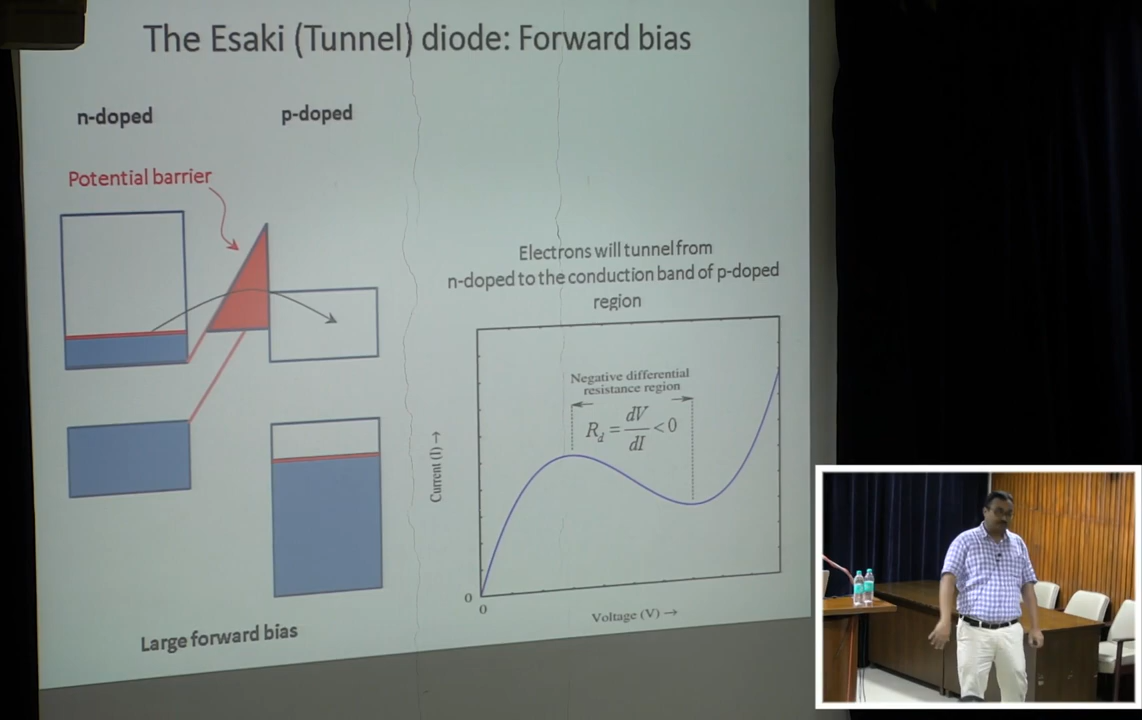 The Esaki (Tunnel) diode: Forward bias
n-doped
p-doped
Potential barrier
Electrons will tunnel from
n-doped to the conduction band of p-doped
region
Negative differential
resistance region
R_d = dV/dI < 0
Current (I) →
0
0
Voltage (V) →
Large forward bias